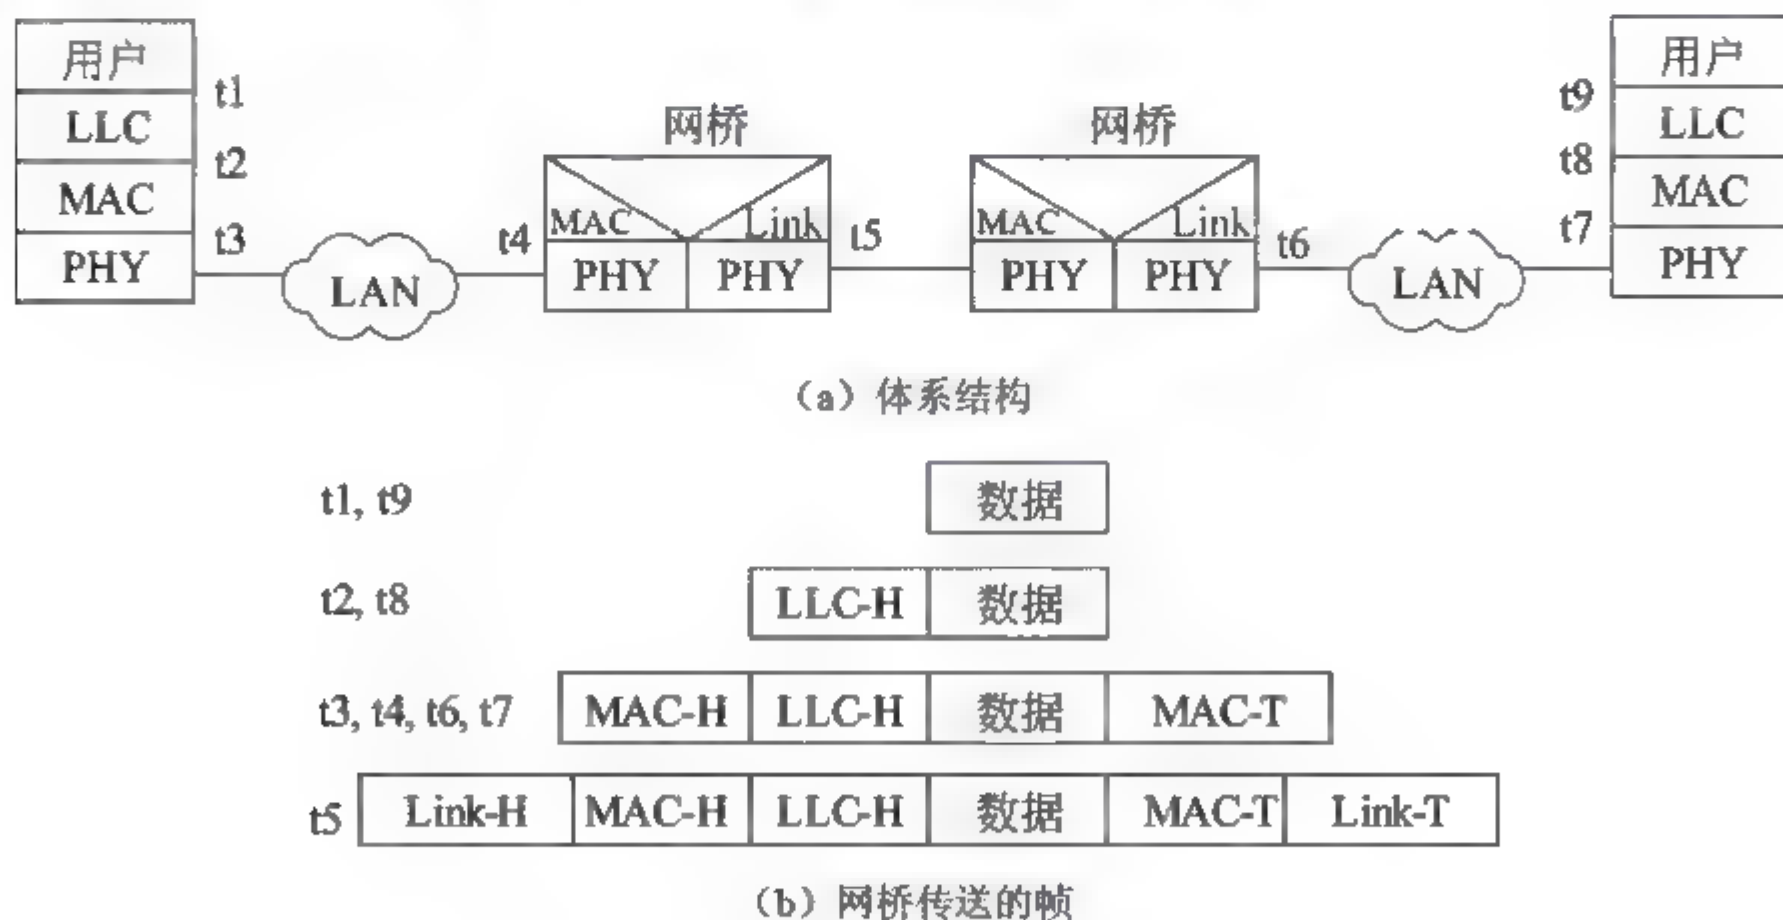 用户
LLC
MAC
PHY
t1
t2
t3
LAN
t4
网桥
MAC
Link
PHY
PHY
t5
网桥
MAC
Link
PHY
PHY
t6
LAN
t9
t8
t7
用户
LLC
MAC
PHY
（a）体系结构
t1, t9 数据
t2, t8 LLC-H 数据
t3, t4, t6, t7 MAC-H LLC-H 数据 MAC-T
t5 Link-H MAC-H LLC-H 数据 MAC-T Link-T
（b）网桥传送的帧